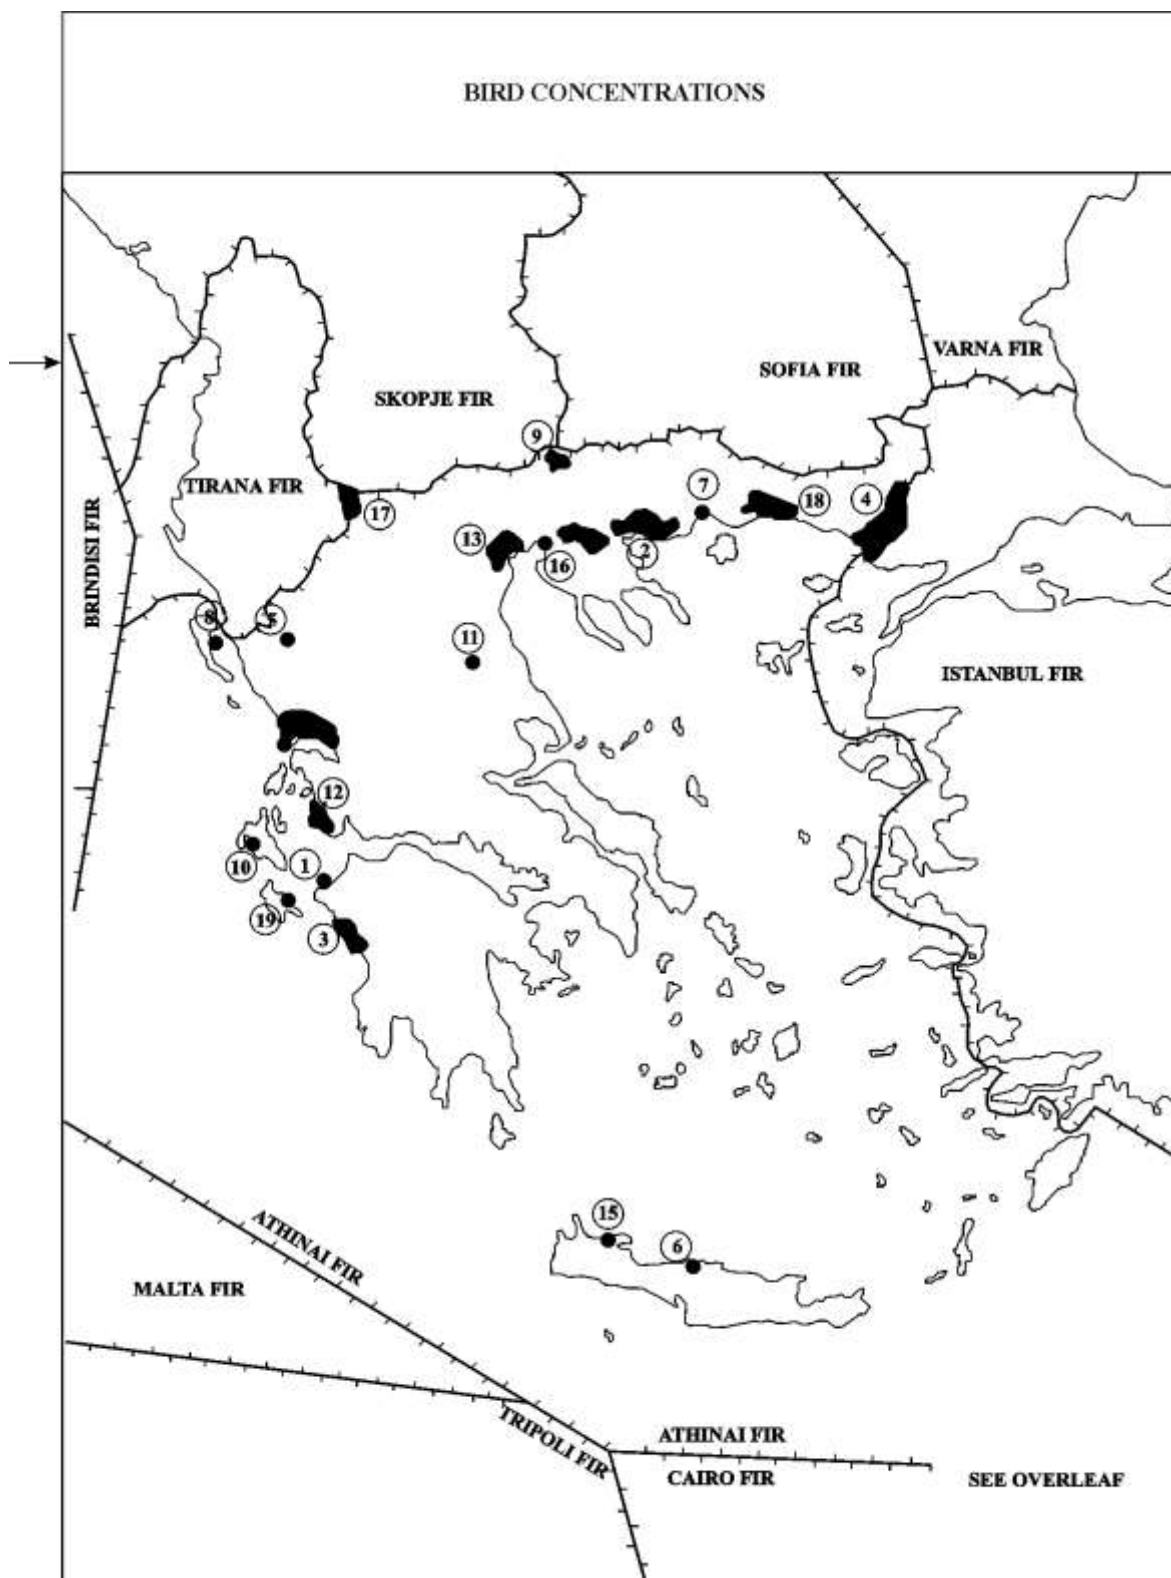 BIRD CONCENTRATIONS
VARNA FIR
SOFIA FIR
SKOPJE FIR
9
TIRANA FIR
7
18
4
17
13
2
16
BRINDISI FIR
8
5
11
ISTANBUL FIR
12
10
1
19
3
15
6
ATHINAI FIR
MALTA FIR
TRIPOLI FIR
ATHINAI FIR
CAIRO FIR
SEE OVERLEAF